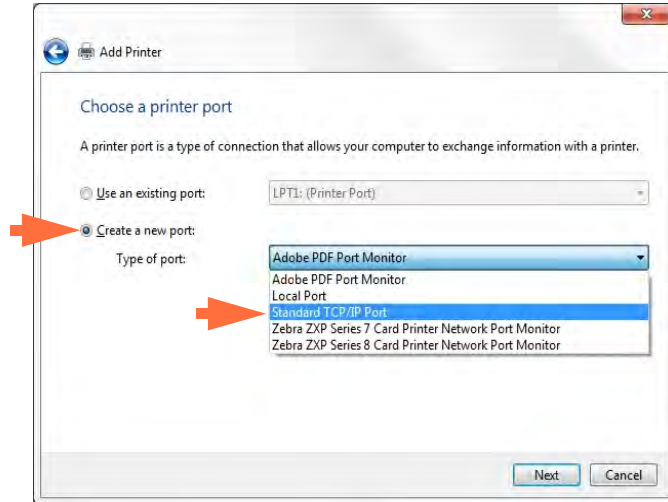 Add Printer
Choose a printer port
A printer port is a type of connection that allows your computer to exchange information with a printer.
Use an existing port: LPT1: (Printer Port)
Create a new port:
Type of port: Adobe PDF Port Monitor
Adobe PDF Port Monitor
Local Port
Standard TCP/IP Port
Zebra ZXP Series 7 Card Printer Network Port Monitor
Zebra ZXP Series 8 Card Printer Network Port Monitor
Next Cancel